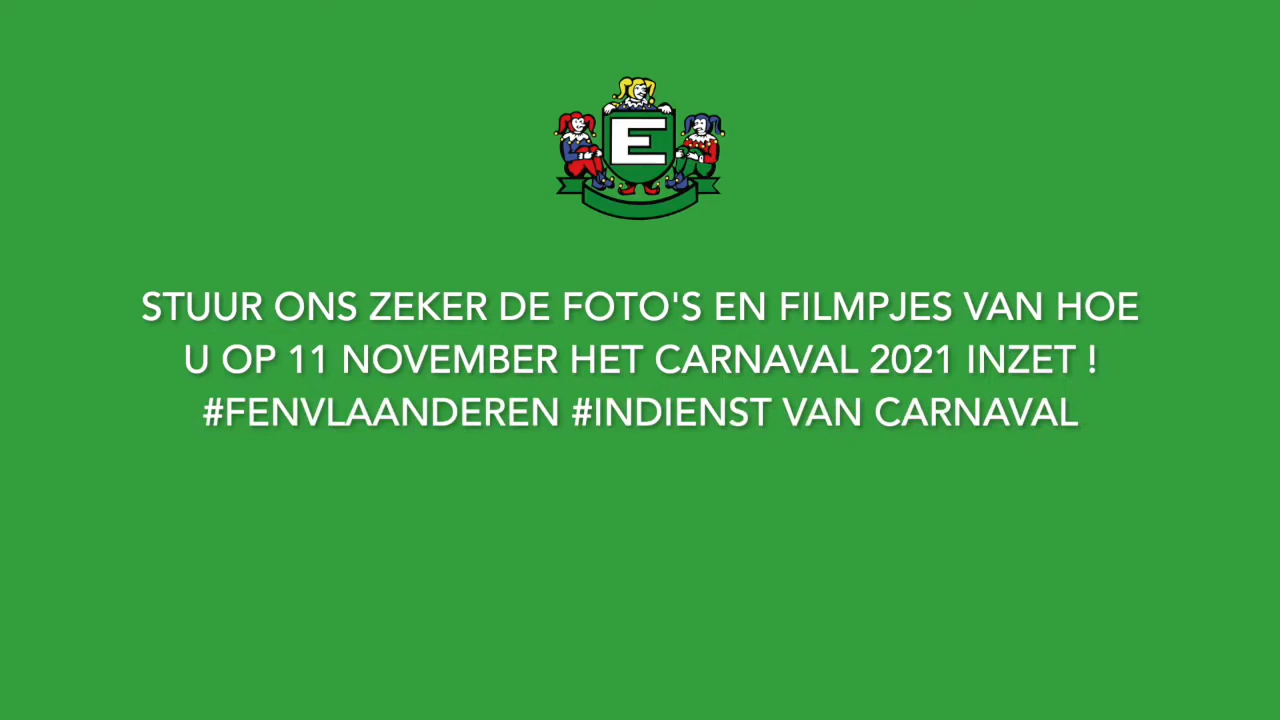 E
STUUR ONS ZEKER DE FOTO'S EN FILMPJES VAN HOE
U OP 11 NOVEMBER HET CARNAVAL 2021 INZET !
#FENVLAANDEREN #INDIENST VAN CARNAVAL